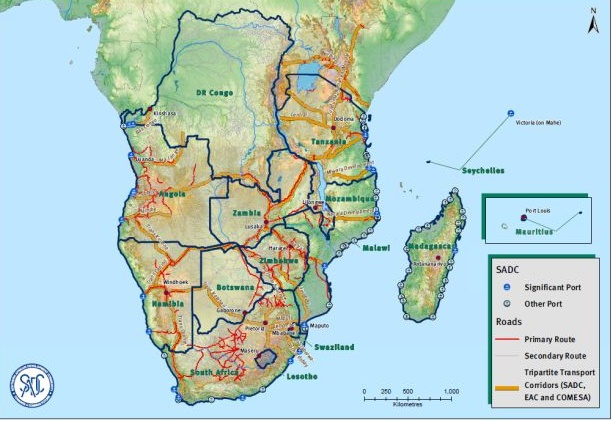 N
DR Congo
Kinshasa
Victoria (on Mahe)
Dodoma
Tanzania
Luanda
Seychelles
Angola
Mozambique
Lilongwe
Zambia
Lusaka
Port Louis
Mauritius
Malawi
Harare
Zimbabwe
Madagascar
Antananarivo
Windhoek
Botswana
Namibia
Gaborone
Pretoria
Maputo
Mbabane
Swaziland
Maseru
South Africa
Lesotho
SADC
Significant Port
Other Port
Roads
Primary Route
Secondary Route
Tripartite Transport
Corridors (SADC,
EAC and COMESA)
0 250 500 1,000
Kilometres
SADC